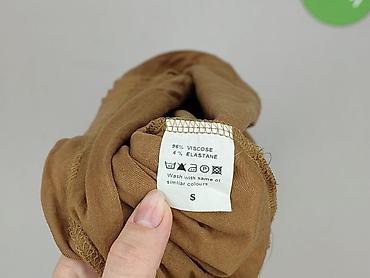 96% VISCOSE
4% ELASTANE
Wash with same or
similar colours
S